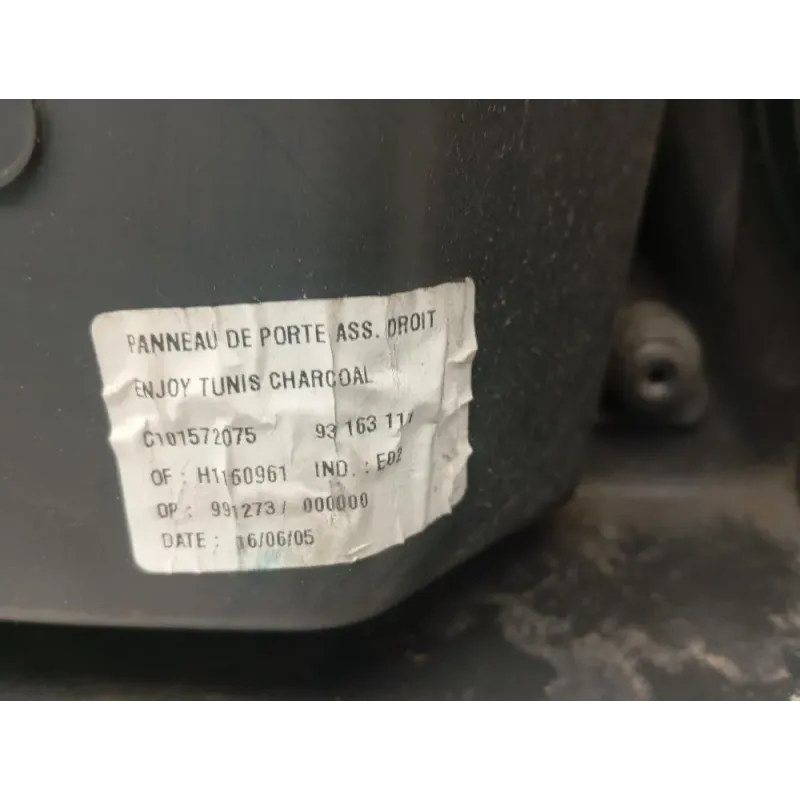 PANNEAU DE PORTE ASS. DROIT
ENJOY TUNIS CHARCOAL
C101572075 93 163 117
OF : H1160961 IND. : E02
OP : 991273/ 000000
DATE : 16/06/05